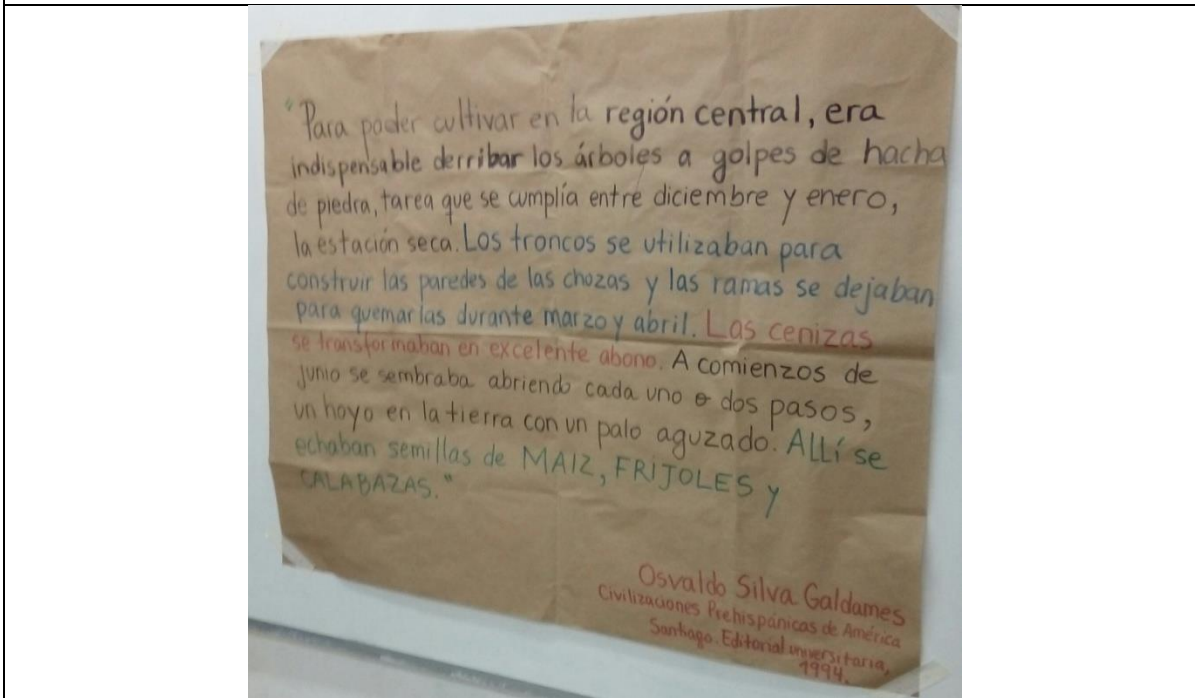 "Para poder cultivar en la región central, era
indispensable derribar los árboles a golpes de hacha
de piedra, tarea que se cumplía entre diciembre y enero,
la estación seca. Los troncos se utilizaban para
construir las paredes de las chozas y las ramas se dejaban
para quemarlas durante marzo y abril. Las cenizas
se transformaban en excelente abono. A comienzos de
junio se sembraba abriendo cada uno o dos pasos,
un hoyo en la tierra con un palo aguzado. ALLí se
echaban semillas de MAIZ, FRIJOLES y
CALABAZAS."
Osvaldo Silva Galdames
Civilizaciones Prehispánicas de América
Santiago. Editorial universitaria,
1994.